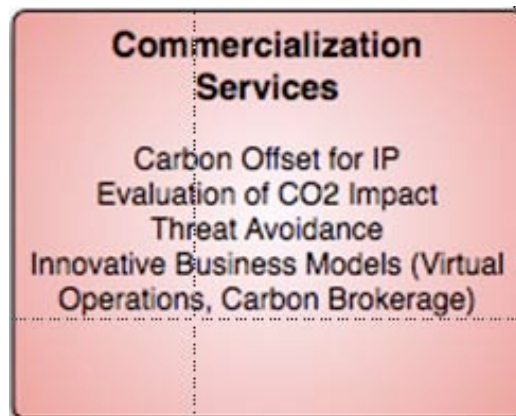 Commercialization
Services
Carbon Offset for IP
Evaluation of CO2 Impact
Threat Avoidance
Innovative Business Models (Virtual
Operations, Carbon Brokerage)